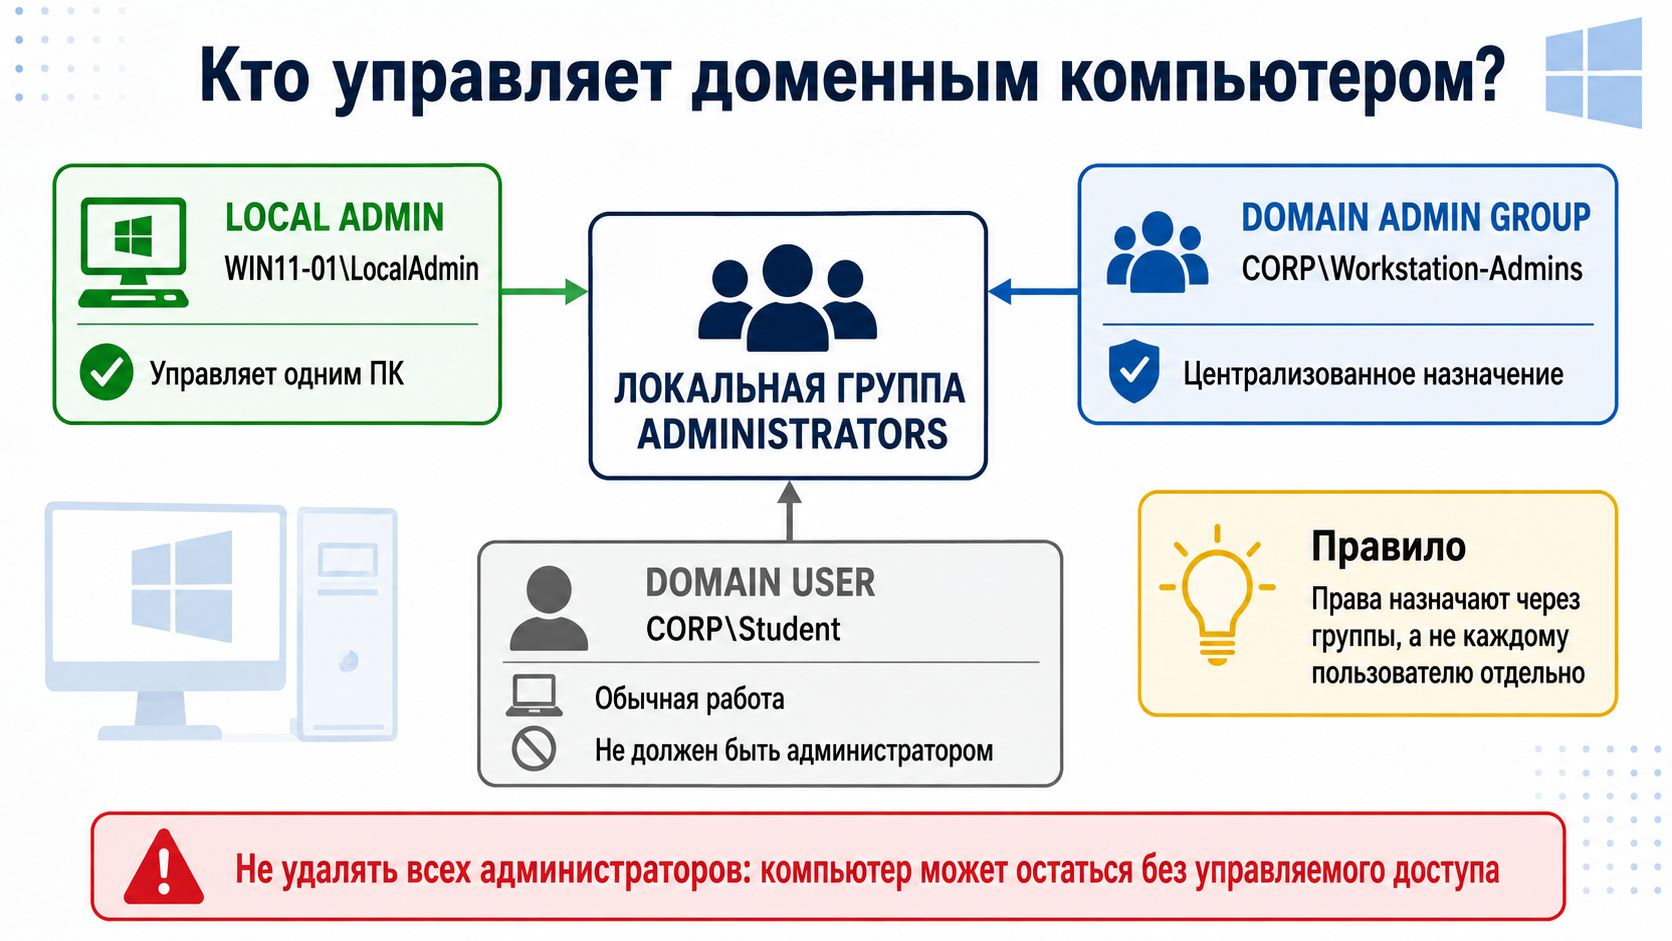 Кто управляет доменным компьютером?
LOCAL ADMIN
WIN11-01\LocalAdmin
Управляет одним ПК
ЛОКАЛЬНАЯ ГРУППА
ADMINISTRATORS
DOMAIN ADMIN GROUP
CORP\Workstation-Admins
Централизованное назначение
DOMAIN USER
CORP\Student
Обычная работа
Не должен быть администратором
Правило
Права назначают через
группы, а не каждому
пользователю отдельно
Не удалять всех администраторов: компьютер может остаться без управляемого доступа